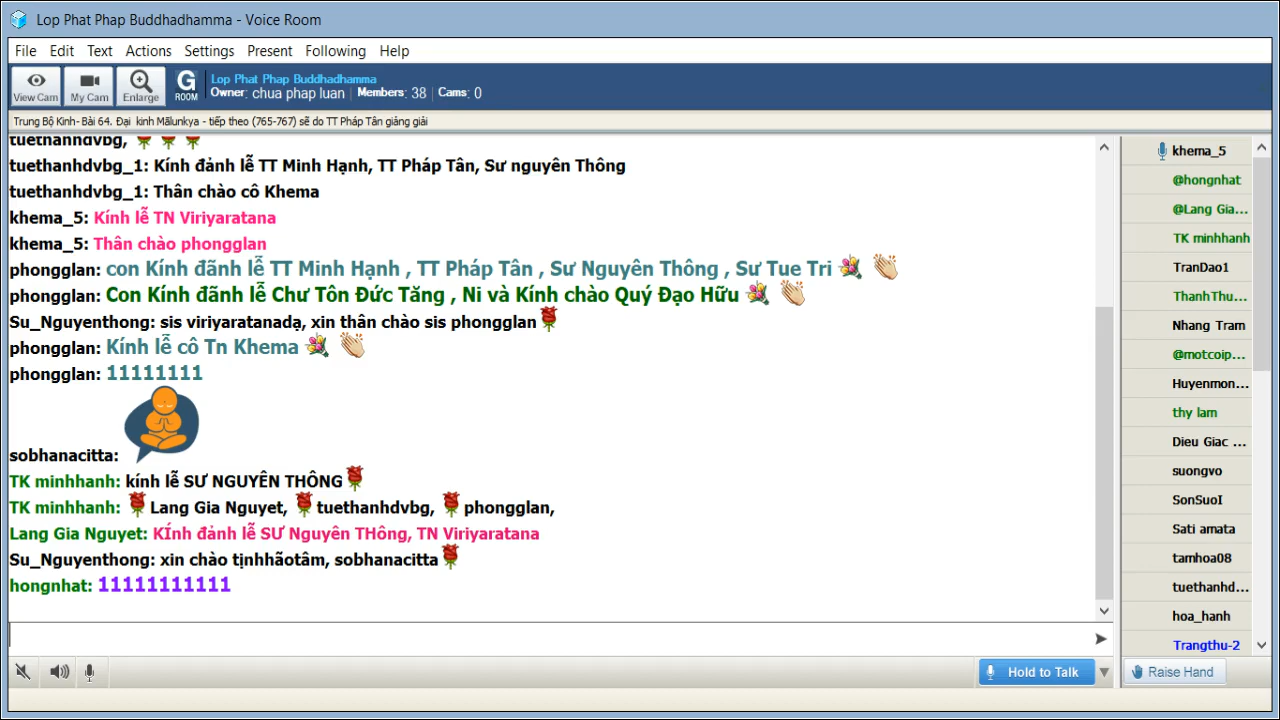 Lop Phat Phap Buddhadhamma - Voice Room
File Edit Text Actions Settings Present Following Help
View Cam My Cam Enlarge G ROOM
Lop Phat Phap Buddhadhamma
Owner: chua phap luan Members: 38 Cams: 0
Trung Bộ Kinh- Bài 64. Đại kinh Mālunkya - tiếp theo (765-767) sẽ do TT Pháp Tân giảng giải
tuethanhdvbg,
tuethanhdvbg_1: Kính đảnh lễ TT Minh Hạnh, TT Pháp Tân, Sư nguyên Thông
tuethanhdvbg_1: Thân chào cô Khema
khema_5: Kính lễ TN Viriyaratana
khema_5: Thân chào phongglan
phongglan: con Kính đãnh lễ TT Minh Hạnh , TT Pháp Tân , Sư Nguyên Thông , Sư Tue Tri
phongglan: Con Kính đãnh lễ Chư Tôn Đức Tăng , Ni và Kính chào Quý Đạo Hữu
Su_Nguyenthong: sis viriyaratanadạ, xin thân chào sis phongglan
phongglan: Kính lễ cô Tn Khema
phongglan: 11111111
sobhanacitta:
TK minhhanh: kính lễ SƯ NGUYÊN THÔNG
TK minhhanh: Lang Gia Nguyet, tuethanhdvbg, phongglan,
Lang Gia Nguyet: KÍnh đảnh lễ SƯ Nguyên THông, TN Viriyaratana
Su_Nguyenthong: xin chào tịnhhãotâm, sobhanacitta
hongnhat: 11111111111
khema_5
@hongnhat
@Lang Gia...
TK minhhanh
TranDao1
ThanhThu...
Nhang Tram
@motcoip...
Huyenmon...
thy lam
Dieu Giac ...
suongvo
SonSuoI
Sati amata
tamhoa08
tuethanhd...
hoa_hanh
Trangthu-2
Hold to Talk
Raise Hand